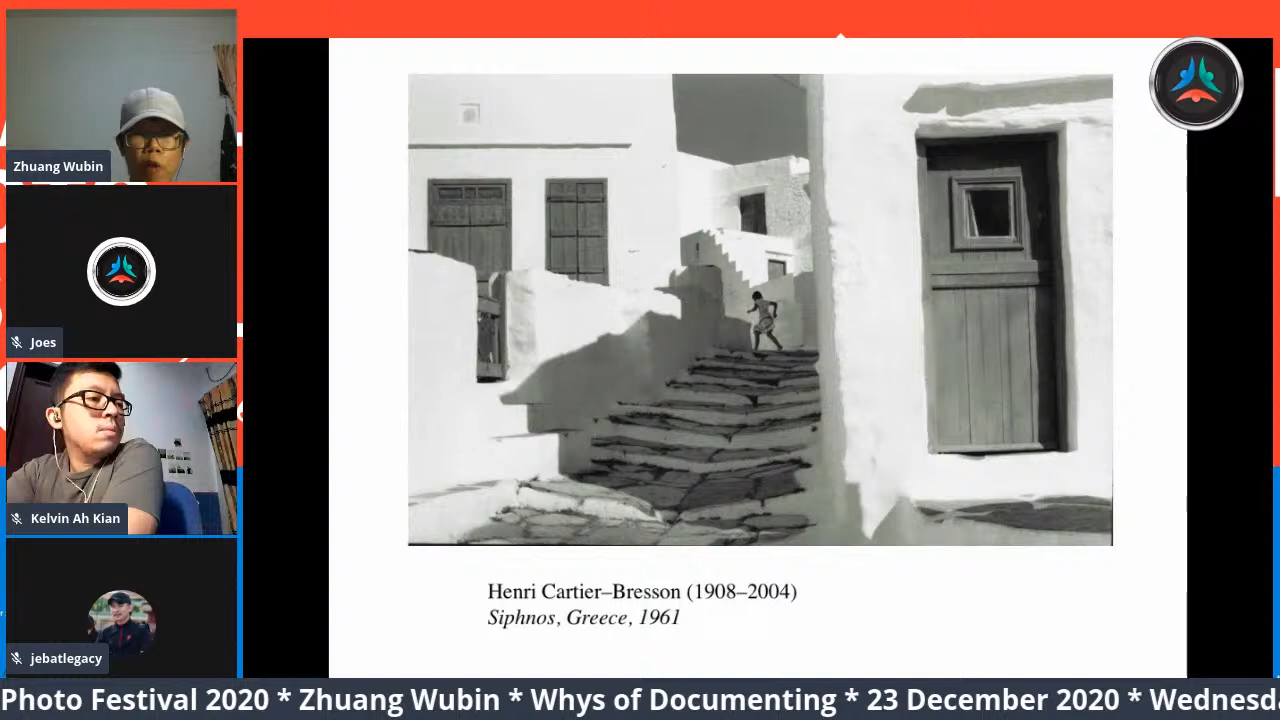 Zhuang Wubin
Joes
Kelvin Ah Kian
jebatlegacy
Henri Cartier–Bresson (1908–2004)
Siphnos, Greece, 1961
Photo Festival 2020 * Zhuang Wubin * Whys of Documenting * 23 December 2020 * Wednesd